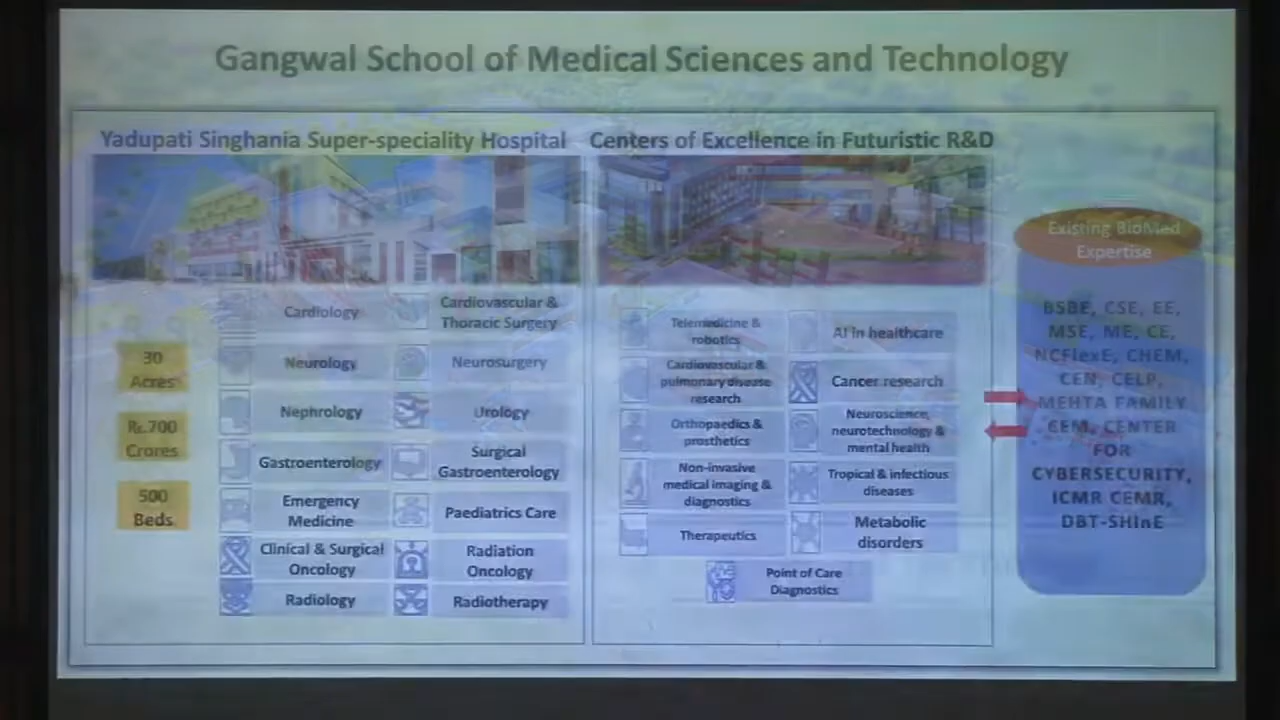 Gangwal School of Medical Sciences and Technology
Yadupati Singhania Super-speciality Hospital
30
Acres
Rs.700
Crores
500
Beds
Cardiology
Cardiovascular &
Thoracic Surgery
Neurology
Neurosurgery
Nephrology
Urology
Gastroenterology
Surgical
Gastroenterology
Emergency
Medicine
Paediatrics Care
Clinical & Surgical
Oncology
Radiation
Oncology
Radiology
Radiotherapy
Centers of Excellence in Futuristic R&D
Telemedicine &
robotics
AI in healthcare
Cardiovascular &
pulmonary disease
research
Cancer research
Orthopaedics &
prosthetics
Neuroscience,
neurotechnology &
mental health
Non-invasive
medical imaging &
diagnostics
Tropical & infectious
diseases
Therapeutics
Metabolic
disorders
Point of Care
Diagnostics
Existing BioMed
Expertise
BSBE, CSE, EE,
MSE, ME, CE,
NCFlexE, CHEM,
CEN, CELP,
MEHTA FAMILY
CEM, CENTER
FOR
CYBERSECURITY,
ICMR CEMR,
DBT-SHInE